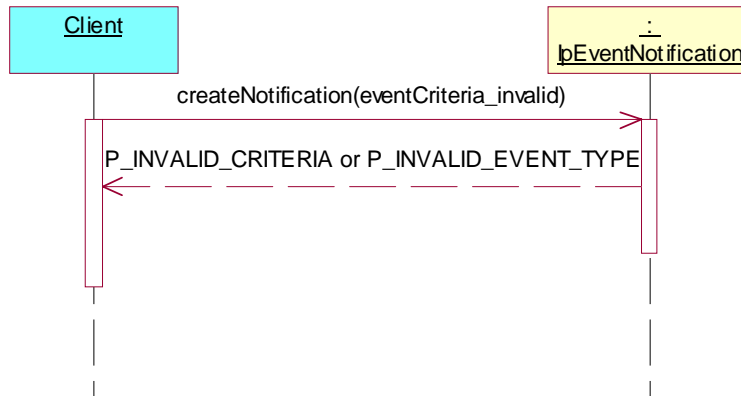 Client
:
IpEventNotification
createNotification(eventCriteria_invalid)
P_INVALID_CRITERIA or P_INVALID_EVENT_TYPE